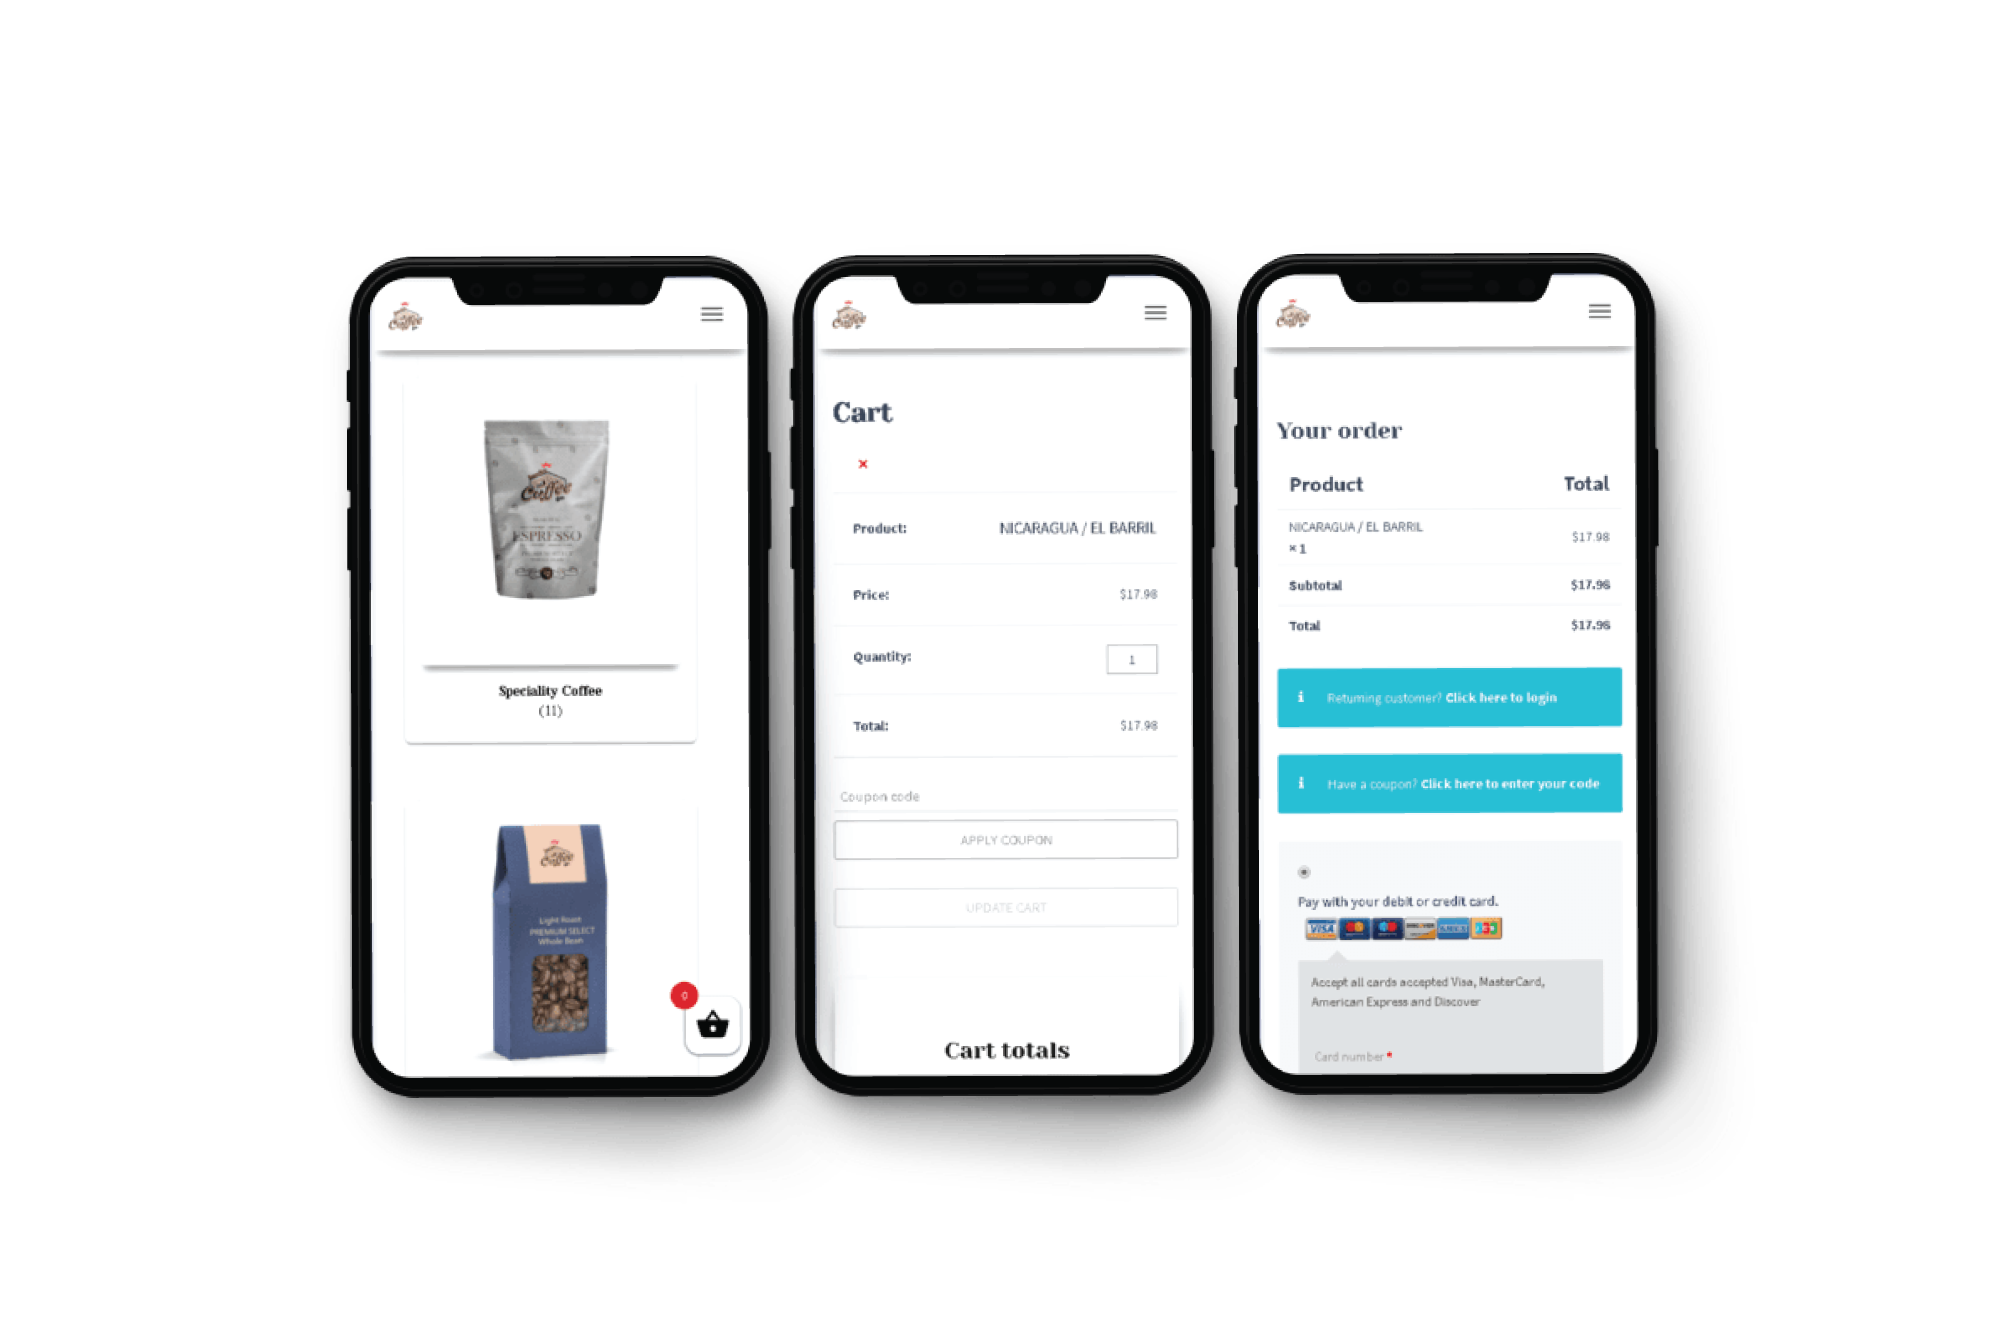 Coffee
Coffee
ESPRESSO
Speciality Coffee
(11)
Coffee
Light Roast
PREMIUM SELECT
Whole Bean
0
Coffee
Cart
×
Product: NICARAGUA / EL BARRIL
Price: $17.98
Quantity: 1
Total: $17.98
Coupon code
APPLY COUPON
UPDATE CART
Cart totals
Coffee
Your order
Product Total
NICARAGUA / EL BARRIL $17.98
× 1
Subtotal $17.98
Total $17.98
i Returning customer? Click here to login
i Have a coupon? Click here to enter your code
Pay with your debit or credit card.
VISA DISCOVER
Accept all cards accepted Visa, MasterCard,
American Express and Discover
Card number *